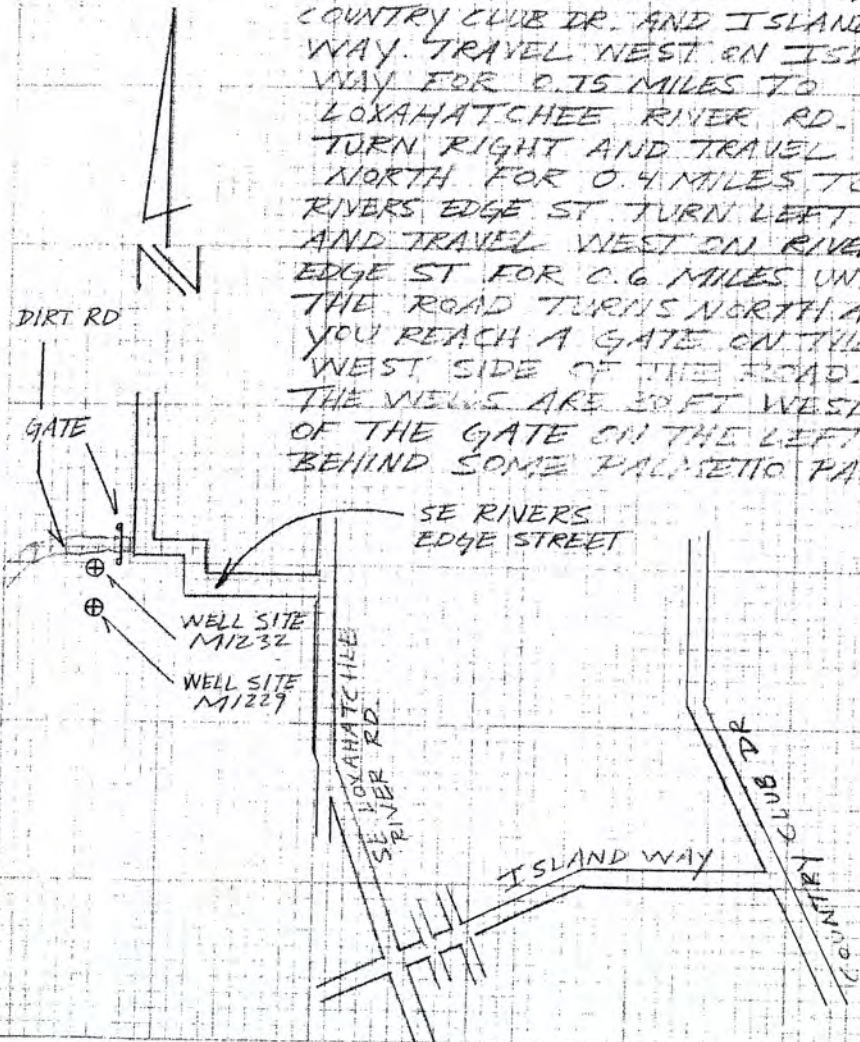 COUNTRY CLUB DR. AND ISLAND
WAY. TRAVEL WEST ON
WAY FOR 0.75 MILES TO
LOXAHATCHEE RIVER RD.
TURN RIGHT AND TRAVEL
NORTH FOR 0.4 MILES TO
RIVERS EDGE ST TURN LEFT
AND TRAVEL WEST ON
EDGE ST FOR 0.6 MILES
THE ROAD TURNS NORTH
YOU REACH A GATE ON
WEST SIDE OF THE ROAD.
THE WELLS ARE FT WEST
OF THE GATE ON THE LEFT
BEHIND SOME PALMETTO
N
DIRT RD
GATE
SE RIVERS
EDGE STREET
WELL SITE
M1232
WELL SITE
M1229
SE LOXAHATCHEE
RIVER RD
ISLAND WAY
COUNTRY CLUB DR